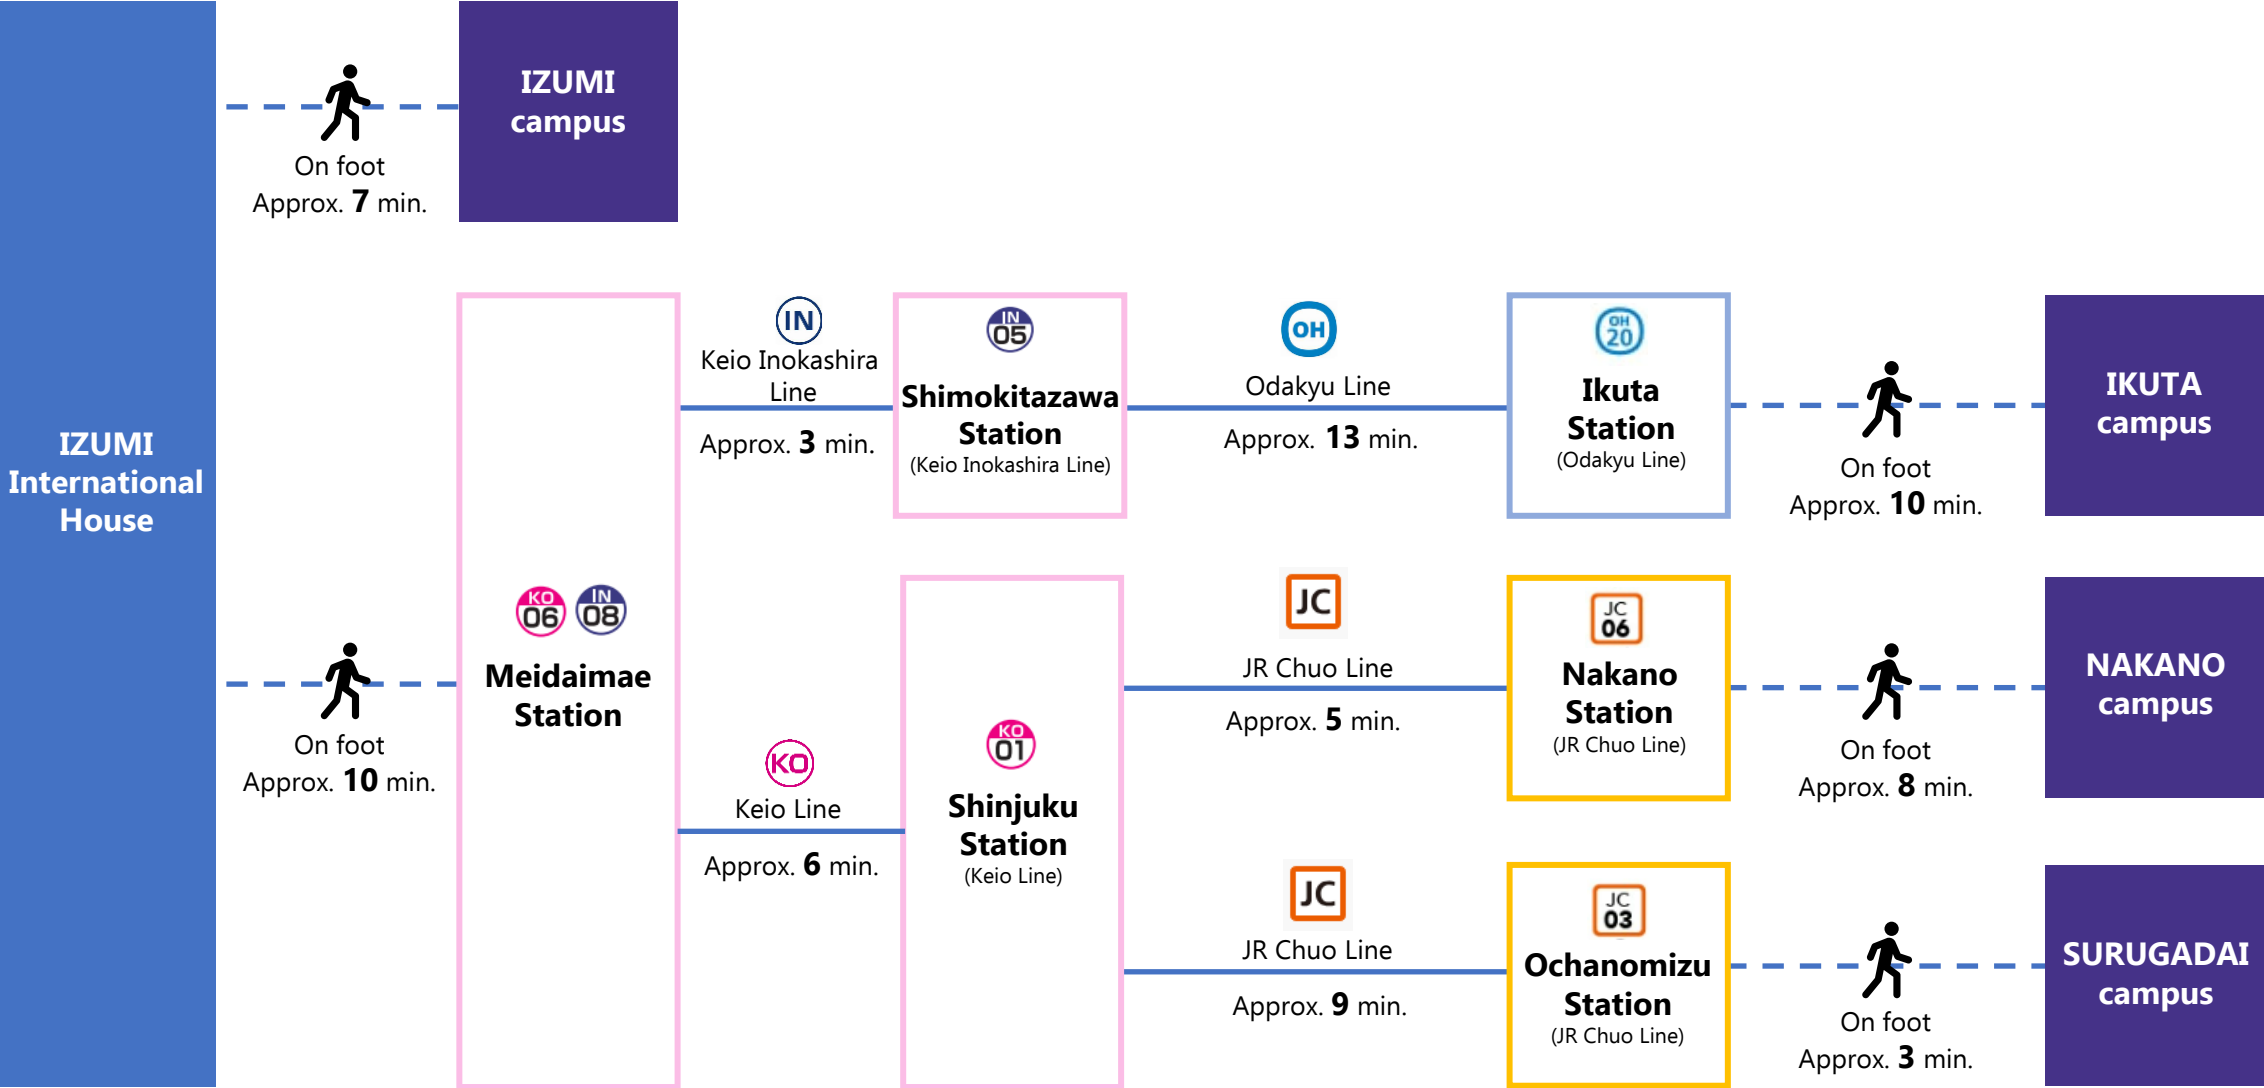 IZUMI
International
House
On foot
Approx. 7 min.
IZUMI
campus
On foot
Approx. 10 min.
KO
06
IN
08
Meidaimae
Station
IN
Keio Inokashira
Line
Approx. 3 min.
IN
05
Shimokitazawa
Station
(Keio Inokashira Line)
OH
Odakyu Line
Approx. 13 min.
OH
20
Ikuta
Station
(Odakyu Line)
On foot
Approx. 10 min.
IKUTA
campus
KO
Keio Line
Approx. 6 min.
KO
01
Shinjuku
Station
(Keio Line)
JC
JR Chuo Line
Approx. 5 min.
JC
06
Nakano
Station
(JR Chuo Line)
On foot
Approx. 8 min.
NAKANO
campus
JC
JR Chuo Line
Approx. 9 min.
JC
03
Ochanomizu
Station
(JR Chuo Line)
On foot
Approx. 3 min.
SURUGADAI
campus